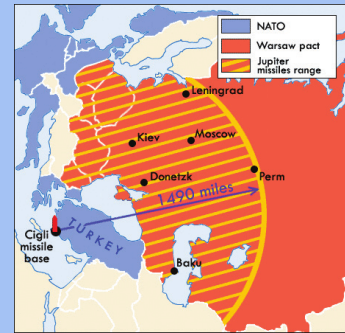 NATO
Warsaw pact
Jupiter
missiles range
Leningrad
Kiev
Moscow
Donetzk
Perm
1490 miles
TURKEY
Cigli
missile
base
Baku